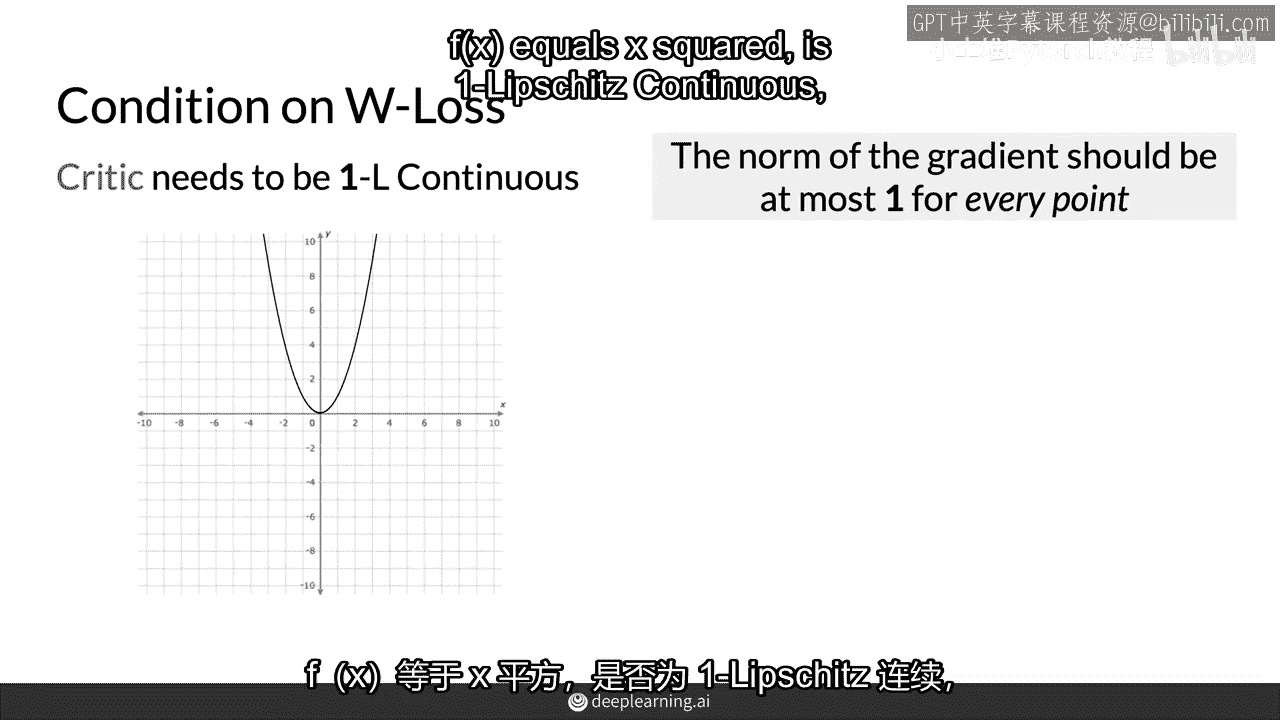 GPT中英字幕课程资源@bilibili.com
f(x) equals x squared, is
1-Lipschitz Continuous,
Condition on W-Loss
Critic needs to be 1-L Continuous
The norm of the gradient should be
at most 1 for every point
y
10
8
6
4
2
x
-10 -8 -6 -4 -2 0 2 4 6 8 10
-2
-4
-6
-8
-10
f (x) 等于 x 平方，是否为 1-Lipschitz 连续，
deeplearning.ai